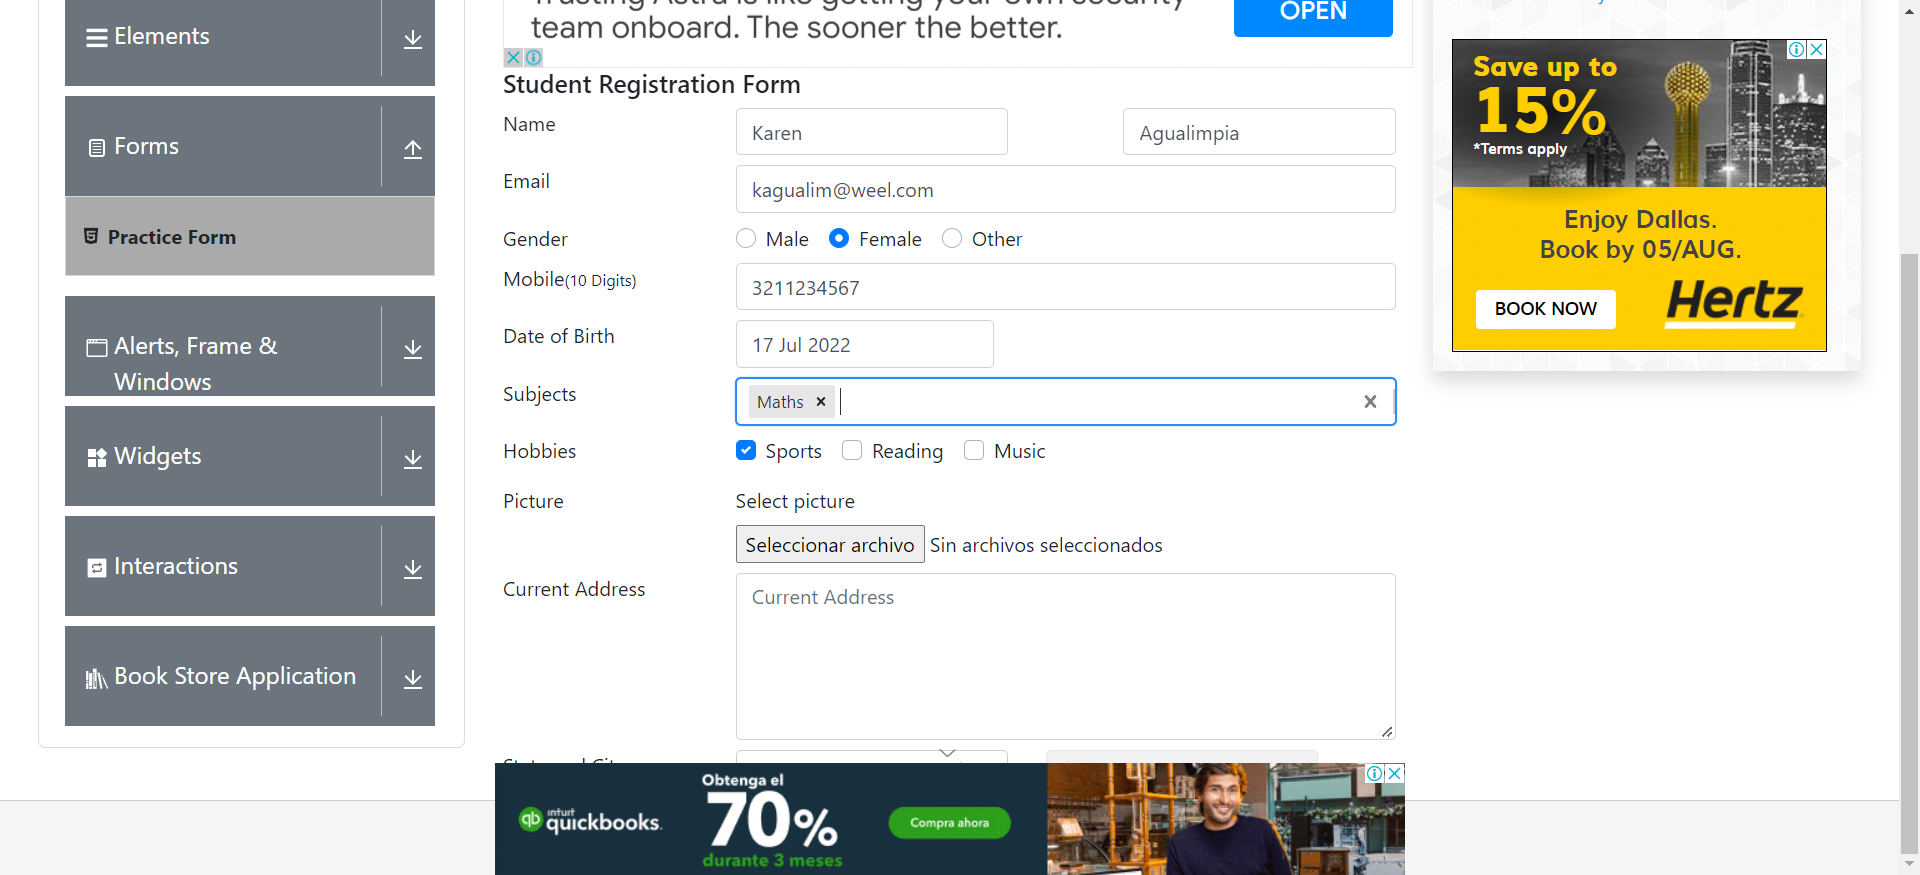 Elements
Forms
Practice Form
Alerts, Frame &
Windows
Widgets
Interactions
Book Store Application
team onboard. The sooner the better.
OPEN
Student Registration Form
Name
Karen
Agualimpia
Email
kagualim@weel.com
Gender
Male
Female
Other
Mobile(10 Digits)
3211234567
Date of Birth
17 Jul 2022
Subjects
Maths
Hobbies
Sports
Reading
Music
Picture
Select picture
Seleccionar archivo
Sin archivos seleccionados
Current Address
Current Address
Save up to
15%
*Terms apply
Enjoy Dallas.
Book by 05/AUG.
BOOK NOW
Hertz
intuit
quickbooks.
Obtenga el
70%
durante 3 meses
Compra ahora